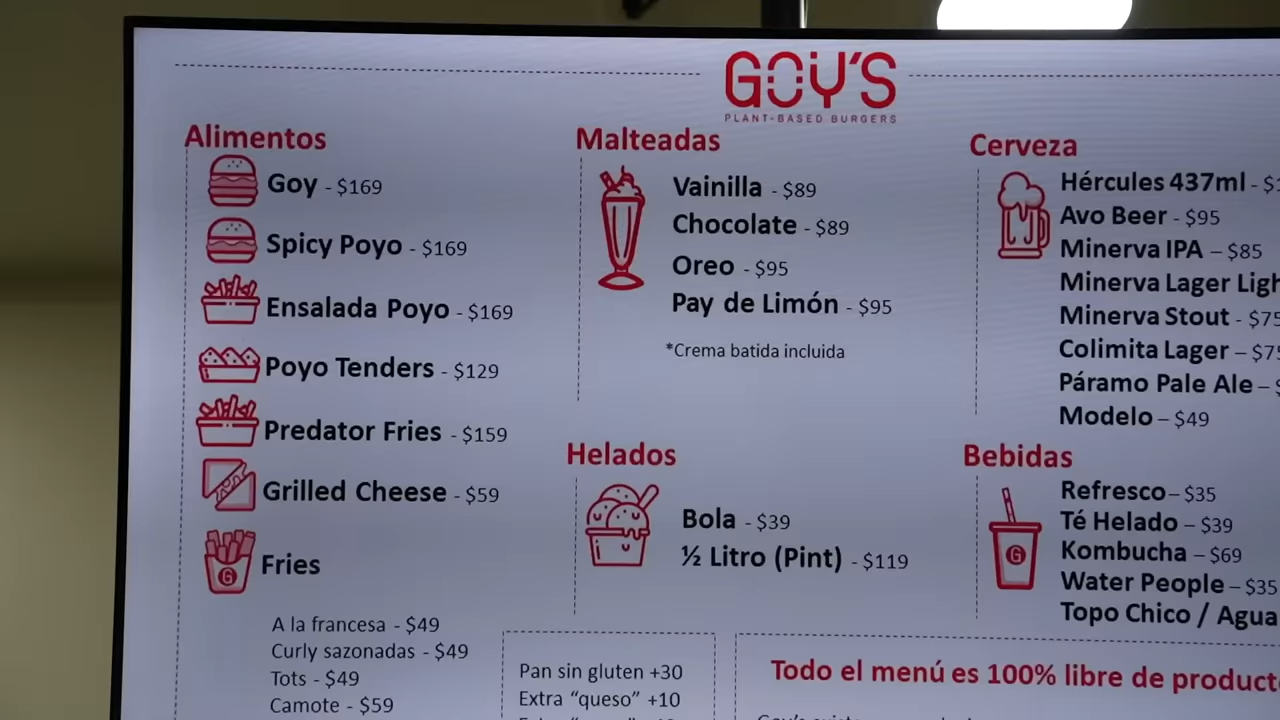 GOY'S
PLANT-BASED BURGERS
Alimentos
Goy - $169
Spicy Poyo - $169
Ensalada Poyo - $169
Poyo Tenders - $129
Predator Fries - $159
Grilled Cheese - $59
G
Fries
A la francesa - $49
Curly sazonadas - $49
Tots - $49
Camote - $59
Malteadas
Vainilla - $89
Chocolate - $89
Oreo - $95
Pay de Limón - $95
*Crema batida incluida
Helados
Bola - $39
½ Litro (Pint) - $119
Pan sin gluten +30
Extra “queso” +10
Cerveza
Hércules 437ml - $
Avo Beer - $95
Minerva IPA – $85
Minerva Lager
Minerva Stout - $75
Colimita Lager – $75
Páramo Pale Ale –
Modelo – $49
Bebidas
G
Refresco– $35
Té Helado – $39
Kombucha – $69
Water People – $35
Topo Chico / Agua
Todo el menú es 100% libre de